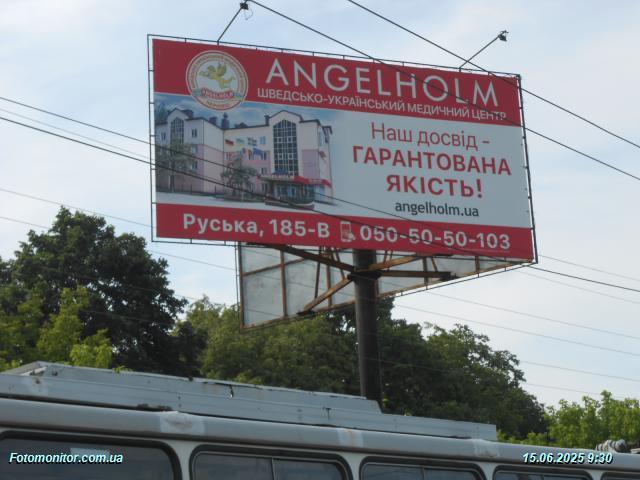 ANGELHOLM
ШВЕДСЬКО-УКРАЇНСЬКИЙ МЕДИЧНИЙ ЦЕНТР
Наш досвід -
ГАРАНТОВАНА
ЯКІСТЬ!
angelholm.ua
Руська, 185-В 050-50-50-103
Fotomonitor.com.ua
15.06.2025 9:30